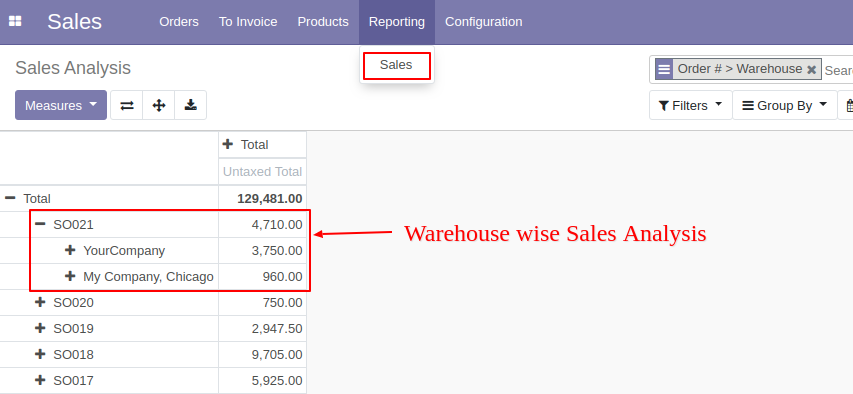 Sales Orders To Invoice Products Reporting Configuration
Sales Analysis
Sales
Order # > Warehouse
Sear
Measures
Filters Group By
Total
Untaxed Total
Total 129,481.00
SO021 4,710.00
YourCompany 3,750.00
My Company, Chicago 960.00
SO020 750.00
SO019 2,947.50
SO018 9,705.00
SO017 5,925.00
Warehouse wise Sales Analysis